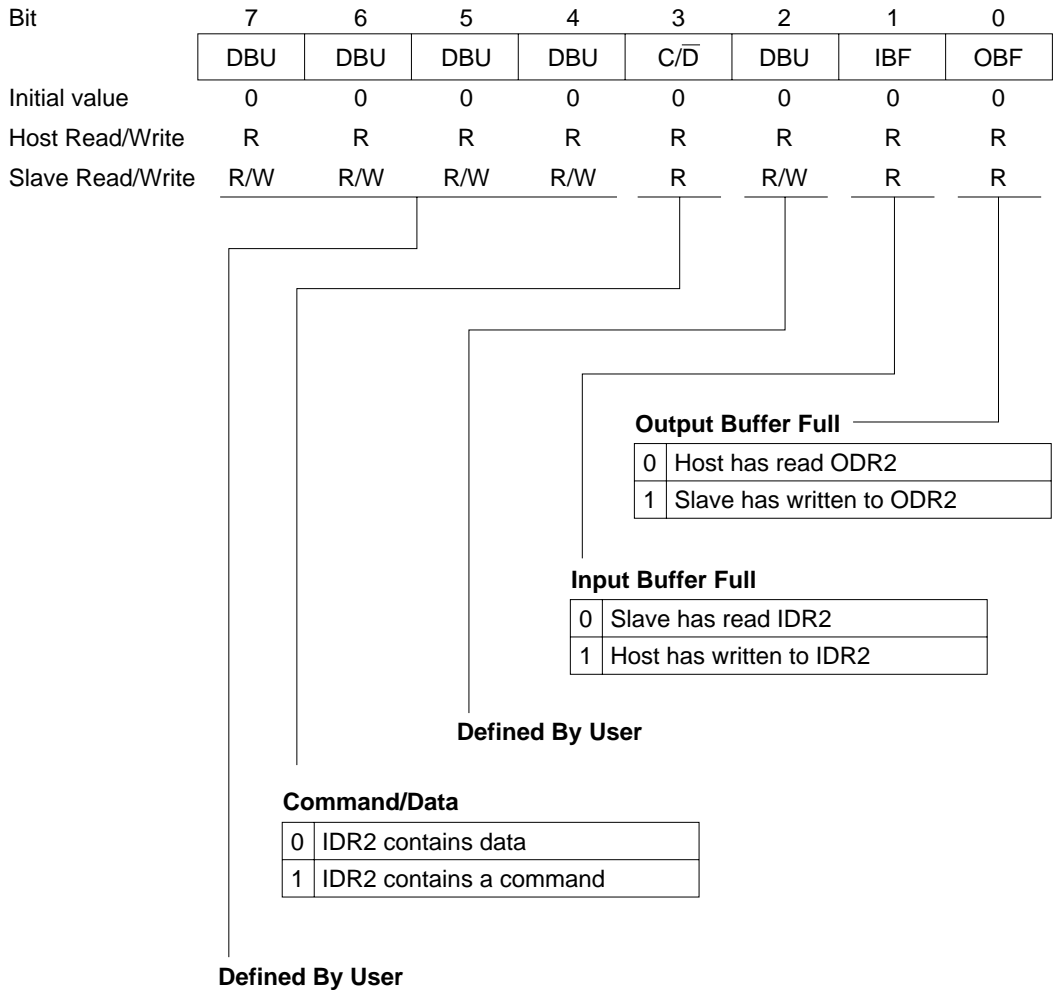 Bit 7 6 5 4 3 2 1 0
DBU DBU DBU DBU C/D̅ DBU IBF OBF
Initial value 0 0 0 0 0 0 0 0
Host Read/Write R R R R R R R R
Slave Read/Write R/W R/W R/W R/W R R/W R R
Output Buffer Full
0 Host has read ODR2
1 Slave has written to ODR2
Input Buffer Full
0 Slave has read IDR2
1 Host has written to IDR2
Defined By User
Command/Data
0 IDR2 contains data
1 IDR2 contains a command
Defined By User